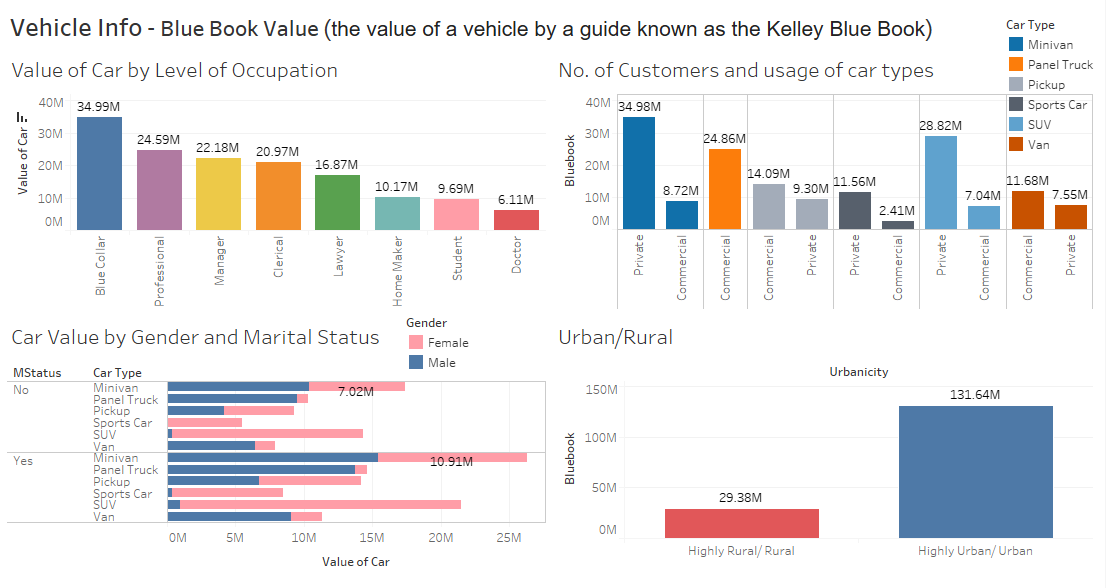 Vehicle Info - Blue Book Value (the value of a vehicle by a guide known as the Kelley Blue Book)
Car Type
Minivan
Panel Truck
Pickup
Sports Car
SUV
Van
Value of Car by Level of Occupation
Value of Car
40M
30M
20M
10M
0M
34.99M
24.59M
22.18M
20.97M
16.87M
10.17M
9.69M
6.11M
Blue Collar
Professional
Manager
Clerical
Lawyer
Home Maker
Student
Doctor
No. of Customers and usage of car types
Bluebook
40M
30M
20M
10M
0M
34.98M
8.72M
24.86M
14.09M
9.30M
11.56M
2.41M
28.82M
7.04M
11.68M
7.55M
Private
Commercial
Commercial
Commercial
Private
Private
Commercial
Private
Commercial
Commercial
Private
Car Value by Gender and Marital Status
Gender
Female
Male
MStatus Car Type
No
Minivan
Panel Truck
Pickup
Sports Car
SUV
Van
7.02M
Yes
Minivan
Panel Truck
Pickup
Sports Car
SUV
Van
10.91M
0M 5M 10M 15M 20M 25M
Value of Car
Urban/Rural
Urbanicity
Bluebook
150M
100M
50M
0M
29.38M
131.64M
Highly Rural/ Rural
Highly Urban/ Urban